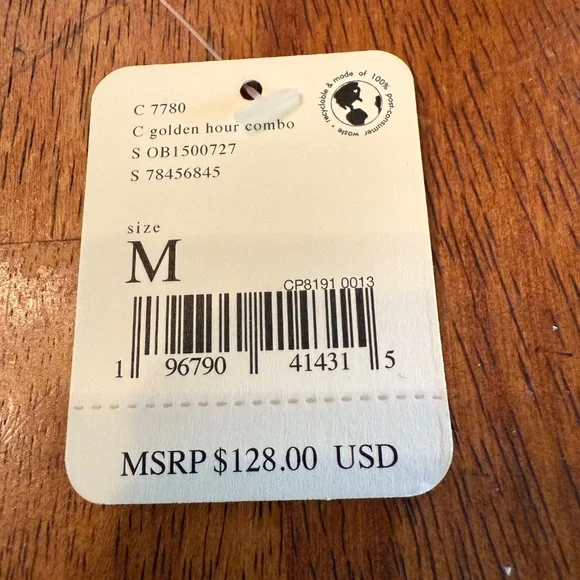 C 7780
C golden hour combo
S OB1500727
S 78456845
recyclable & made of 100% post-consumer waste •
size
M
CP8191 0013
1 96790 41431 5
MSRP $128.00 USD